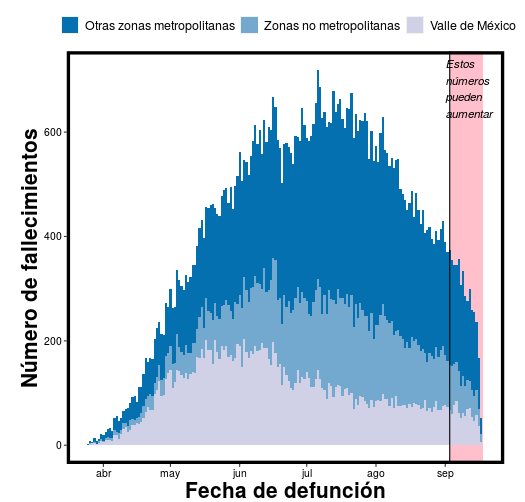 Otras zonas metropolitanas Zonas no metropolitanas Valle de México
Estos
números
pueden
aumentar
600
400
200
0
Número de fallecimientos
abr may jun jul ago sep
Fecha de defunción